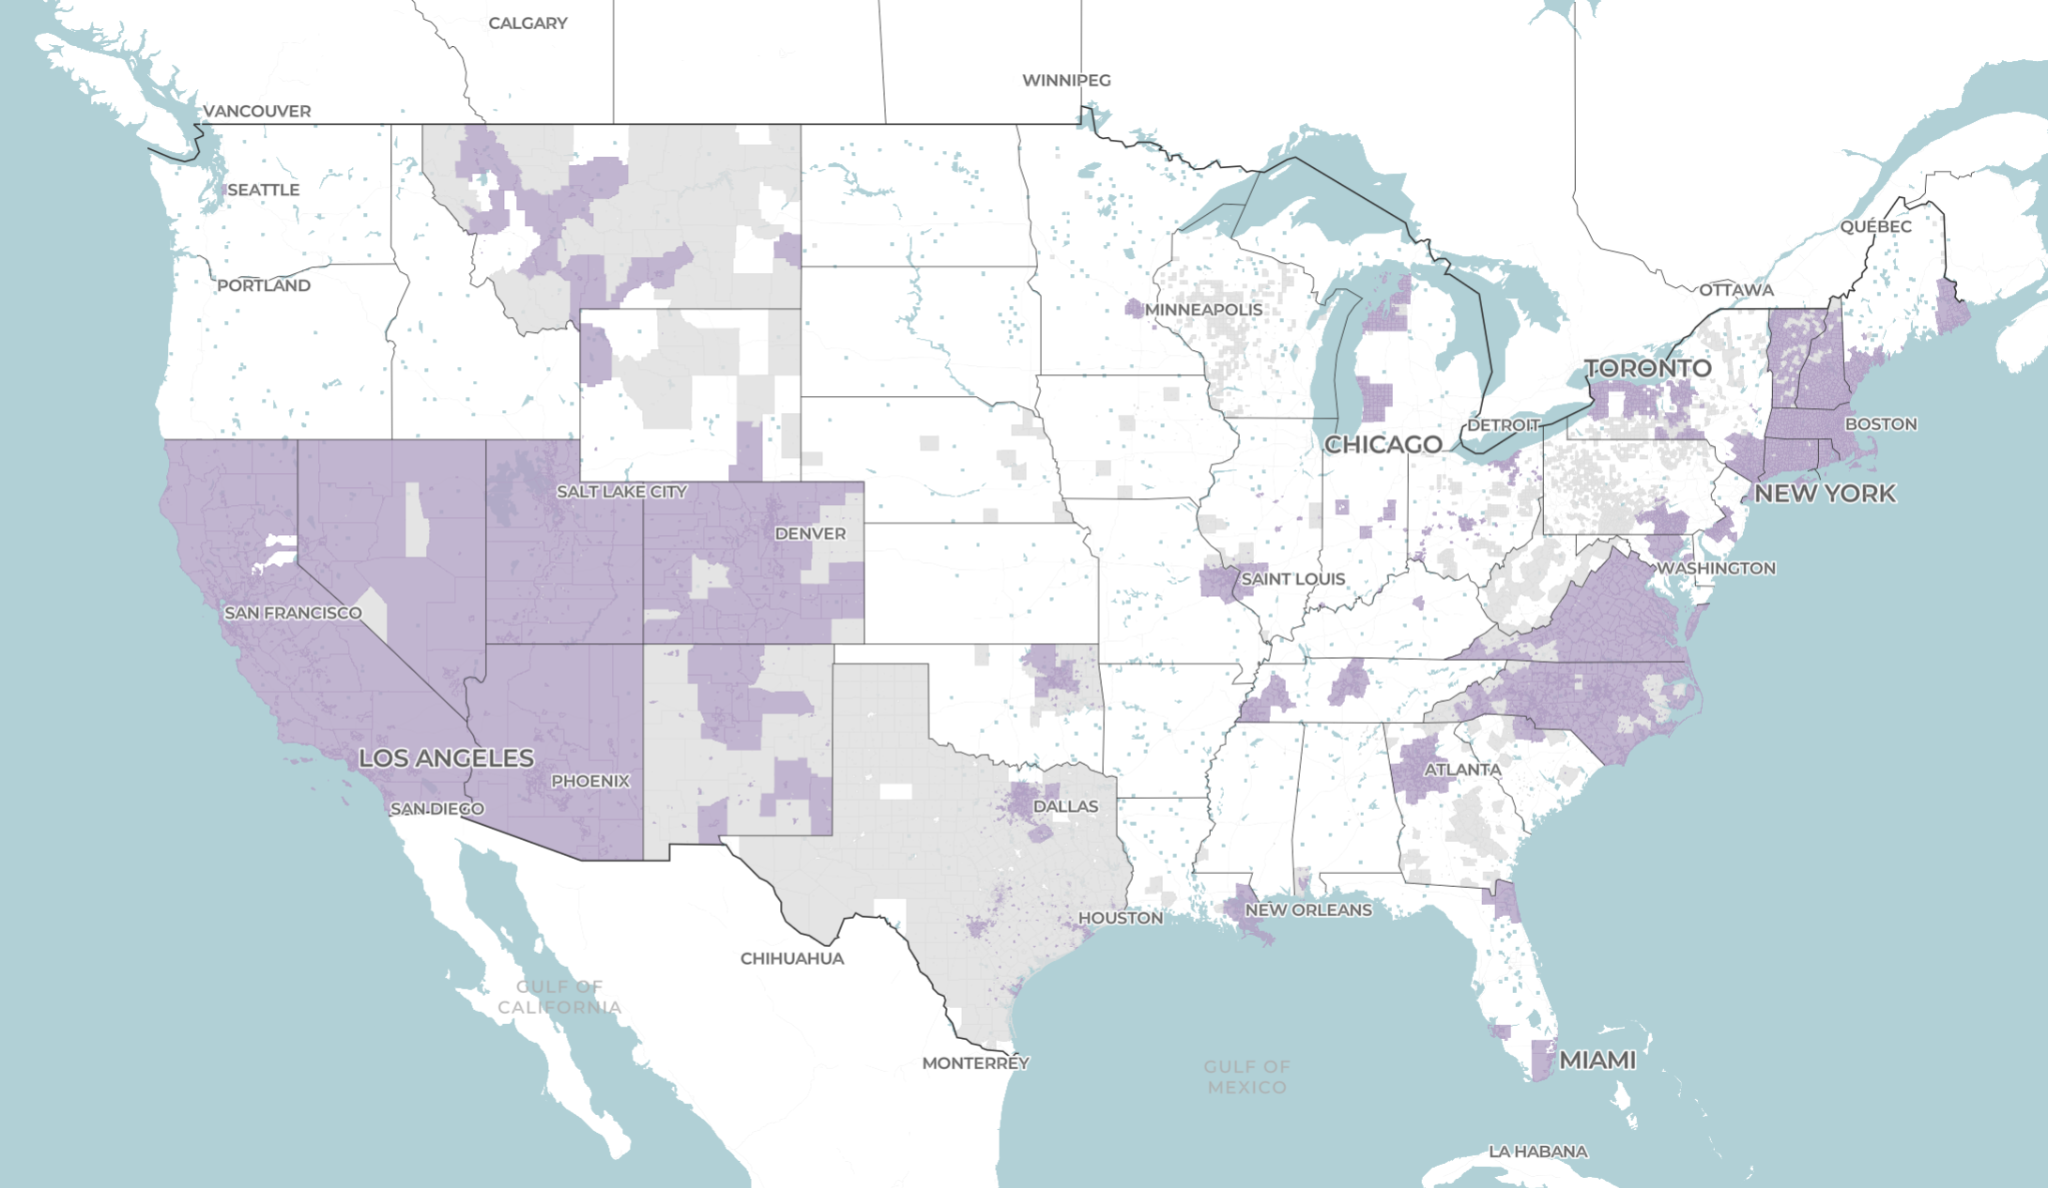 CALGARY
WINNIPEG
VANCOUVER
SEATTLE
QUÉBEC
PORTLAND
OTTAWA
MINNEAPOLIS
TORONTO
BOSTON
DETROIT
CHICAGO
SALT LAKE CITY
NEW YORK
DENVER
WASHINGTON
SAINT LOUIS
SAN FRANCISCO
LOS ANGELES
ATLANTA
PHOENIX
DALLAS
SAN DIEGO
NEW ORLEANS
HOUSTON
CHIHUAHUA
GULF OF
CALIFORNIA
MONTERREY
MIAMI
GULF OF
MEXICO
LA HABANA